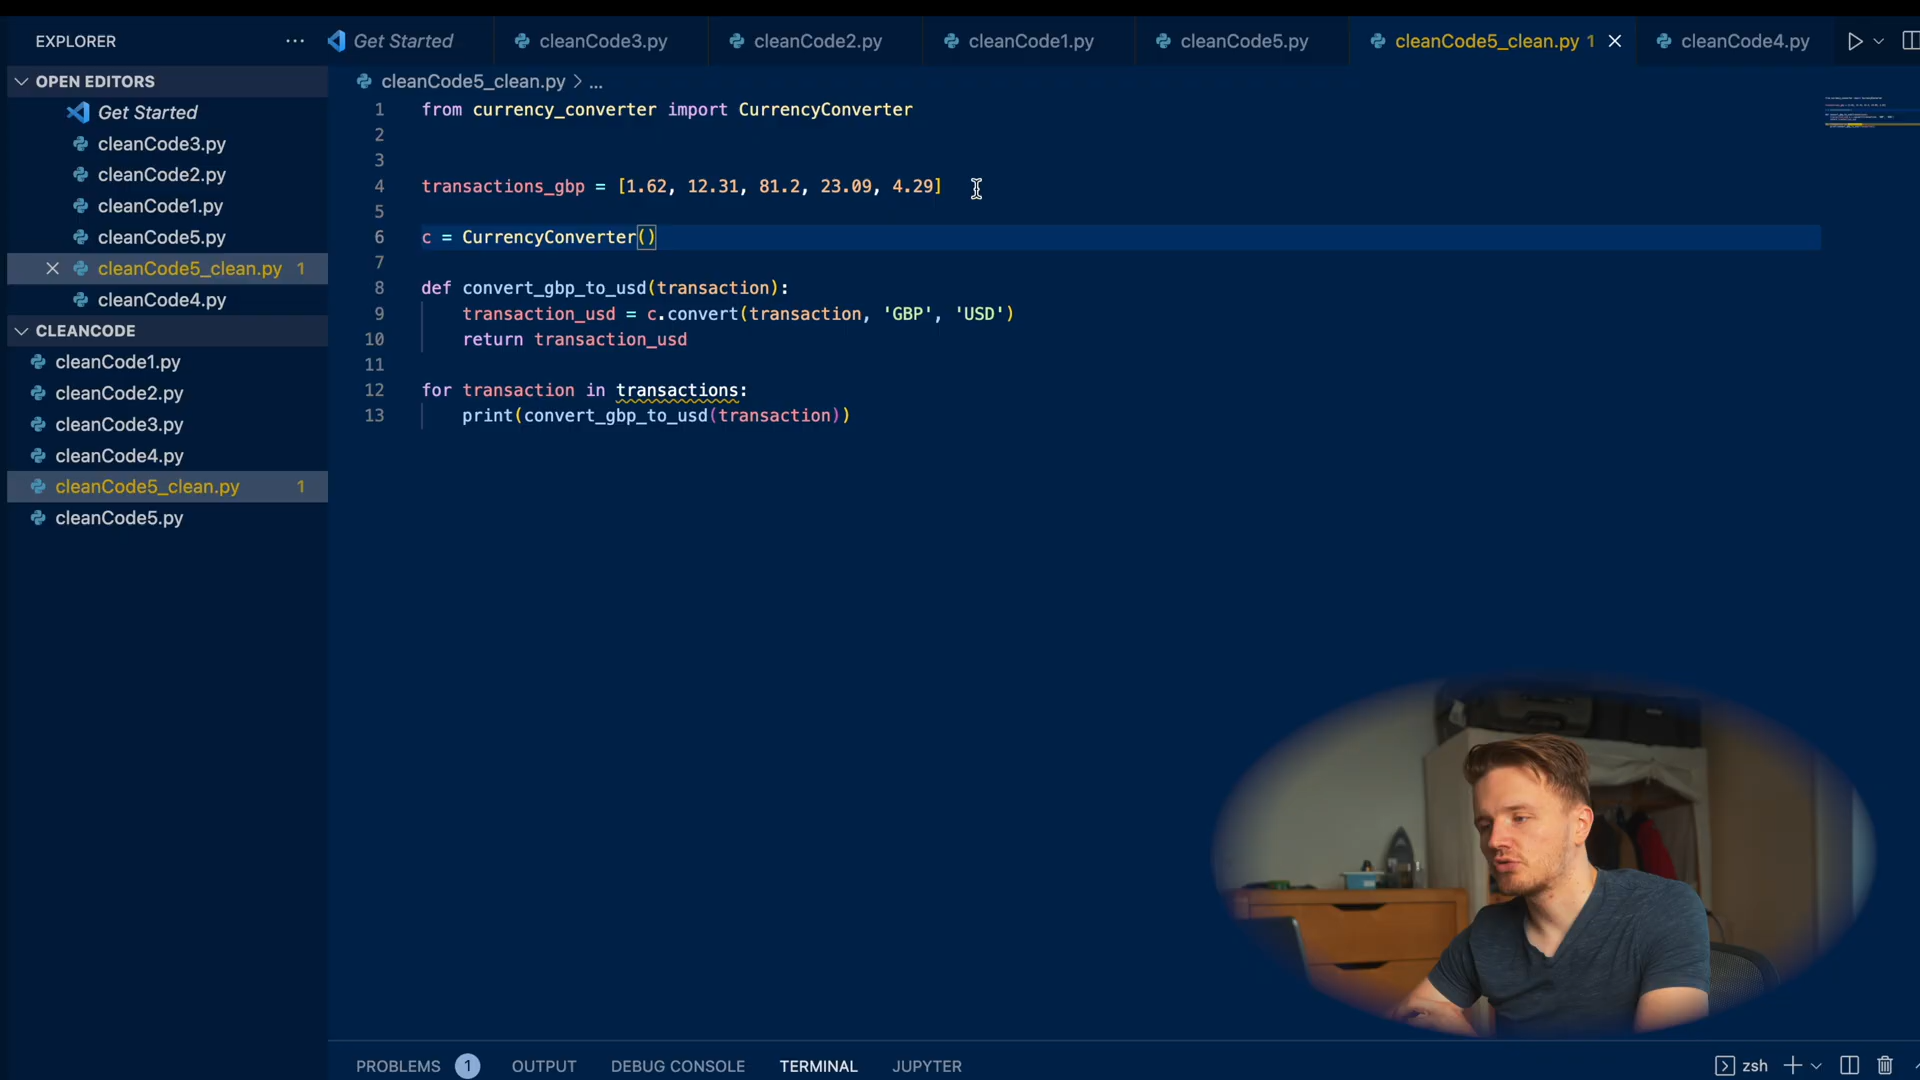 EXPLORER
Get Started
cleanCode3.py
cleanCode2.py
cleanCode1.py
cleanCode5.py
cleanCode5_clean.py 1
cleanCode4.py
OPEN EDITORS
Get Started
cleanCode3.py
cleanCode2.py
cleanCode1.py
cleanCode5.py
cleanCode5_clean.py 1
cleanCode4.py
CLEANCODE
cleanCode1.py
cleanCode2.py
cleanCode3.py
cleanCode4.py
cleanCode5_clean.py 1
cleanCode5.py
cleanCode5_clean.py > ...
1 from currency_converter import CurrencyConverter
2
3
4 transactions_gbp = [1.62, 12.31, 81.2, 23.09, 4.29]
5
6 c = CurrencyConverter()
7
8 def convert_gbp_to_usd(transaction):
9 transaction_usd = c.convert(transaction, 'GBP', 'USD')
10 return transaction_usd
11
12 for transaction in transactions:
13 print(convert_gbp_to_usd(transaction))
PROBLEMS 1 OUTPUT DEBUG CONSOLE TERMINAL JUPYTER
zsh